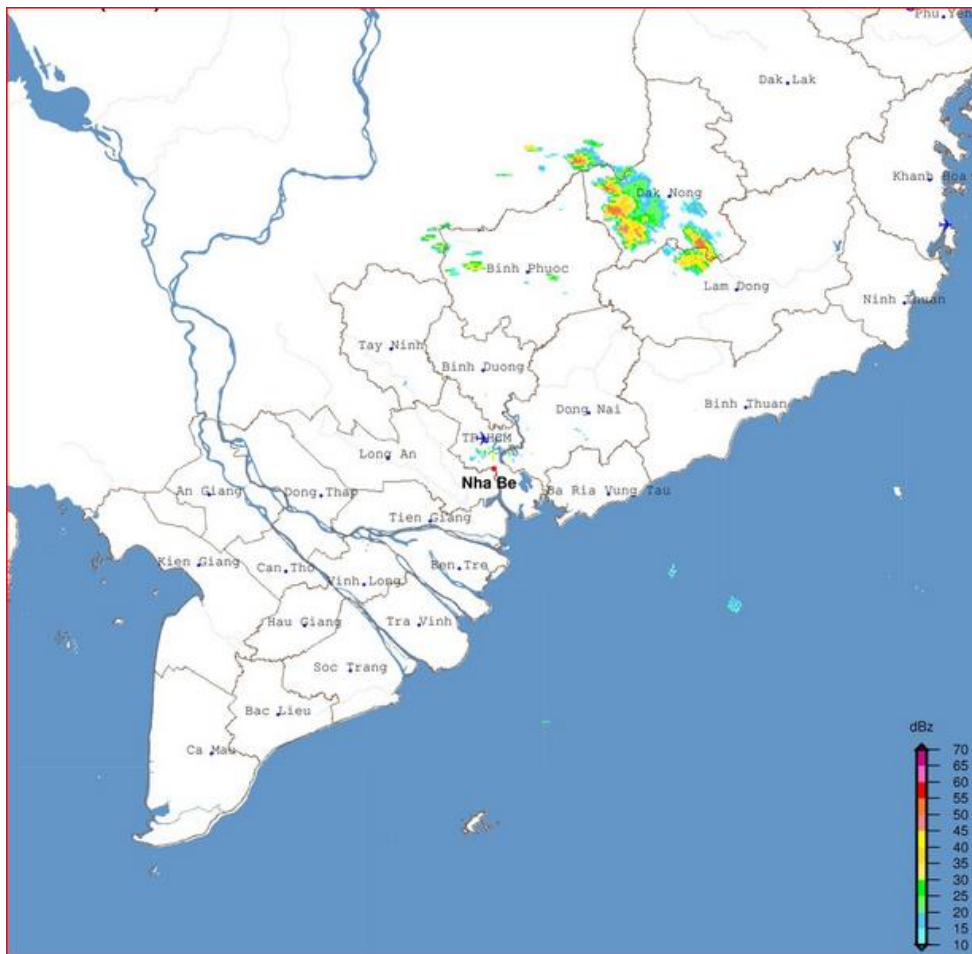 Phu Yen
Dak Lak
Khanh Hoa
Dak Nong
Binh Phuoc
Lam Dong
Ninh Thuan
Tay Ninh
Binh Duong
Binh Thuan
Dong Nai
TP HCM
Long An
Nha Be
An Giang
Dong Thap
Ba Ria Vung Tau
Tien Giang
Kien Giang
Can Tho
Ben Tre
Vinh Long
Hau Giang
Tra Vinh
Soc Trang
Bac Lieu
Ca Mau
dBz
70
65
60
55
50
45
40
35
30
25
20
15
10